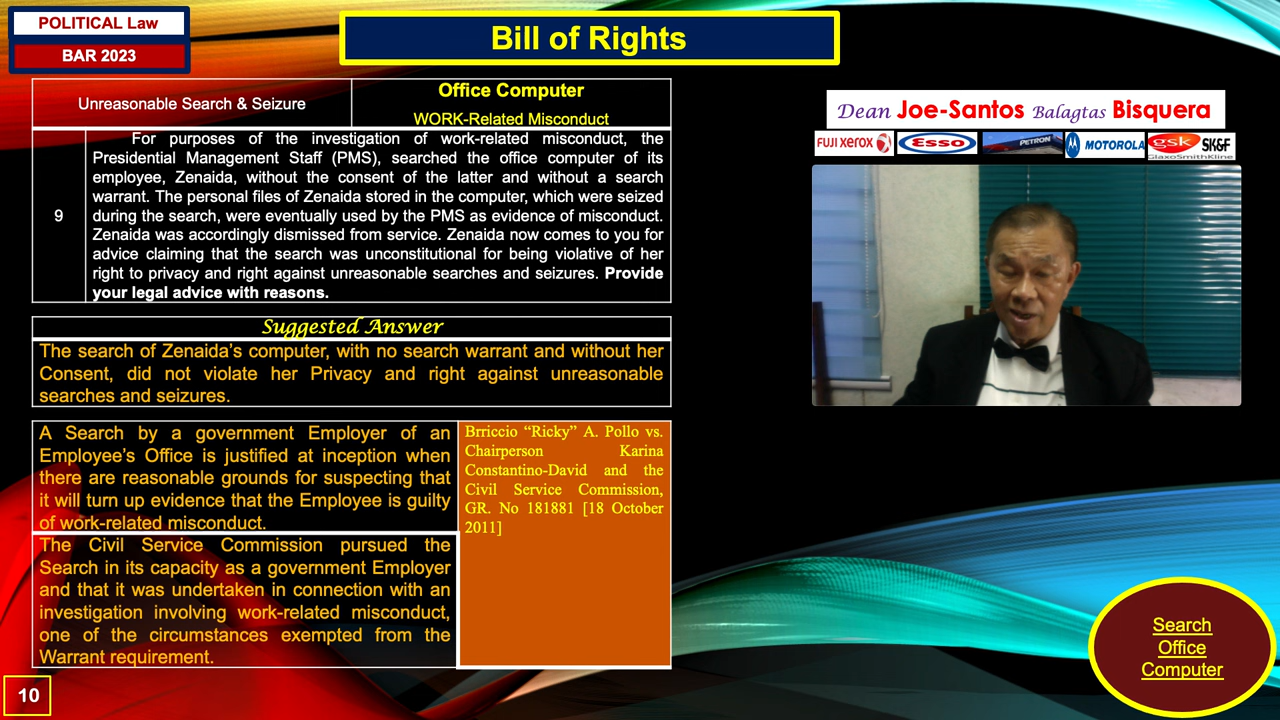 POLITICAL Law
BAR 2023
Bill of Rights
Unreasonable Search & Seizure
Office Computer
WORK-Related Misconduct
9
For purposes of the investigation of work-related misconduct, the
Presidential Management Staff (PMS), searched the office computer of its
employee, Zenaida, without the consent of the latter and without a search
warrant. The personal files of Zenaida stored in the computer, which were seized
during the search, were eventually used by the PMS as evidence of misconduct.
Zenaida was accordingly dismissed from service. Zenaida now comes to you for
advice claiming that the search was unconstitutional for being violative of her
right to privacy and right against unreasonable searches and seizures. Provide
your legal advice with reasons.
Suggested Answer
The search of Zenaida's computer, with no search warrant and without her
Consent, did not violate her Privacy and right against unreasonable
searches and seizures.
A Search by a government Employer of an
Employee's Office is justified at inception when
there are reasonable grounds for suspecting that
it will turn up evidence that the Employee is guilty
of work-related misconduct.
The Civil Service Commission pursued the
Search in its capacity as a government Employer
and that it was undertaken in connection with an
investigation involving work-related misconduct,
one of the circumstances exempted from the
Warrant requirement.
Brriccio “Ricky” A. Pollo vs.
Chairperson Karina
Constantino-David and the
Civil Service Commission,
GR. No 181881 [18 October
2011]
Dean Joe-Santos Balagtas Bisquera
FUJI XEROX
Esso
PETRON
MOTOROLA
gsk
GlaxoSmithKline
SK&F
Search
Office
Computer
10